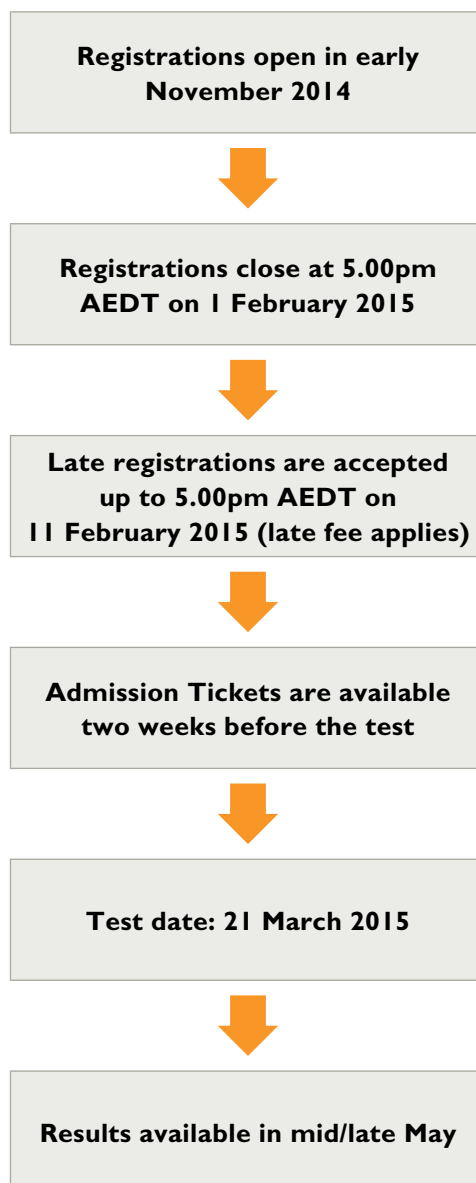 Registrations open in early
November 2014
Registrations close at 5.00pm
AEDT on 1 February 2015
Late registrations are accepted
up to 5.00pm AEDT on
11 February 2015 (late fee applies)
Admission Tickets are available
two weeks before the test
Test date: 21 March 2015
Results available in mid/late May